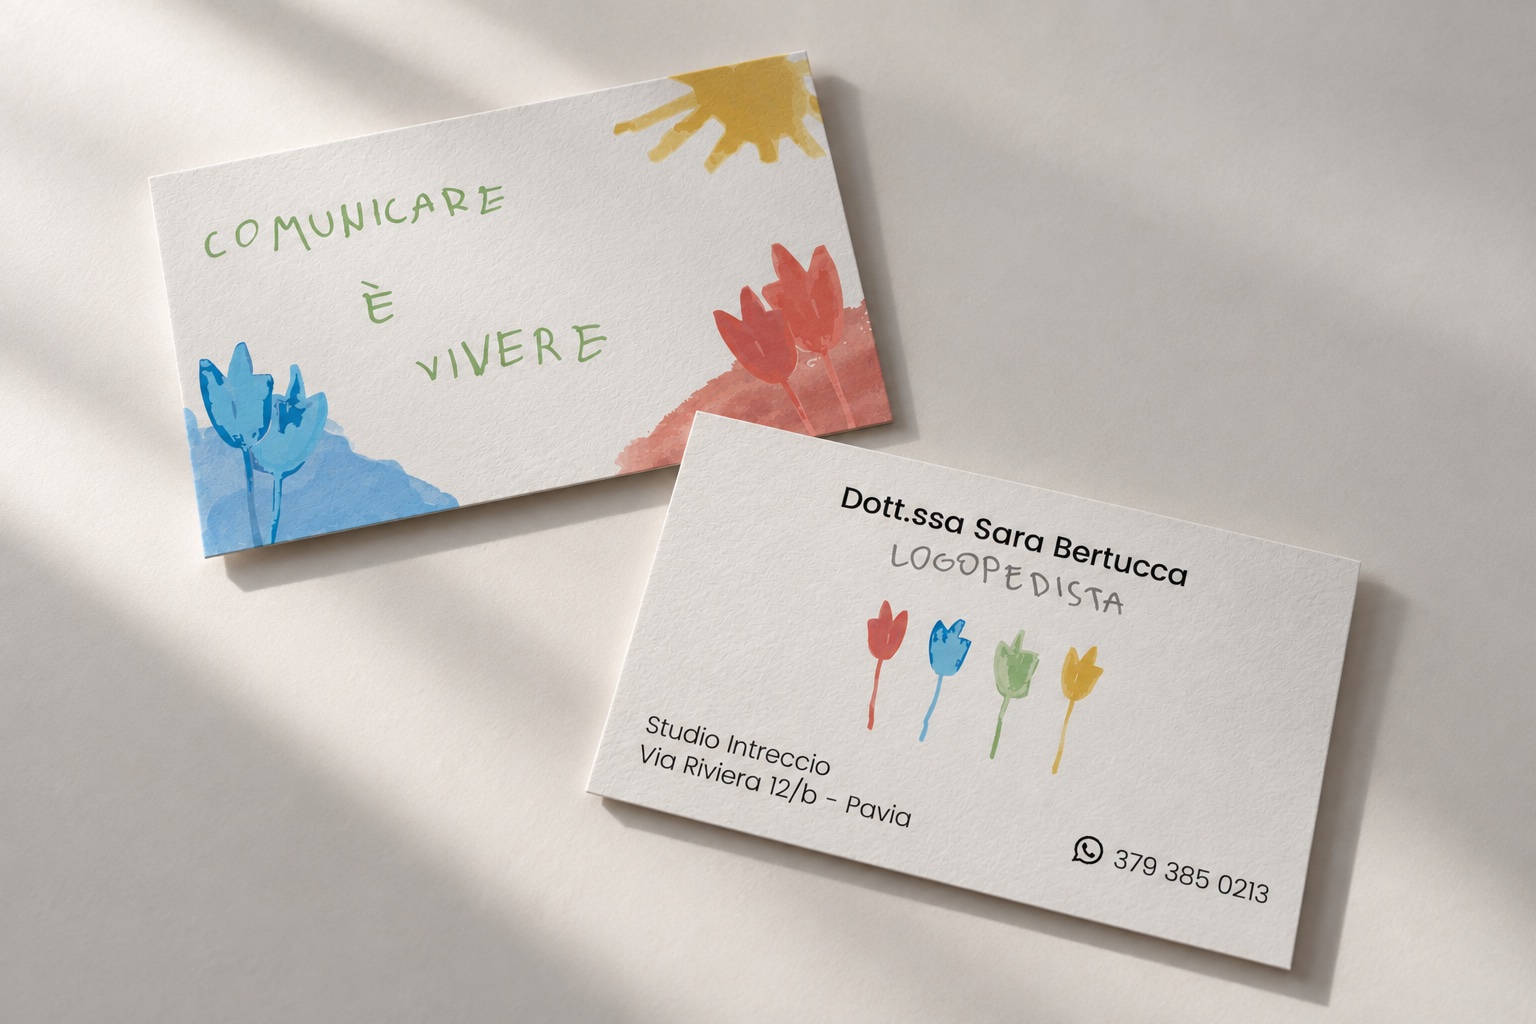 COMUNICARE
È
VIVERE
Dott.ssa Sara Bertucca
LOGOPEDISTA
Studio Intreccio
Via Riviera 12/b - Pavia
379 385 0213